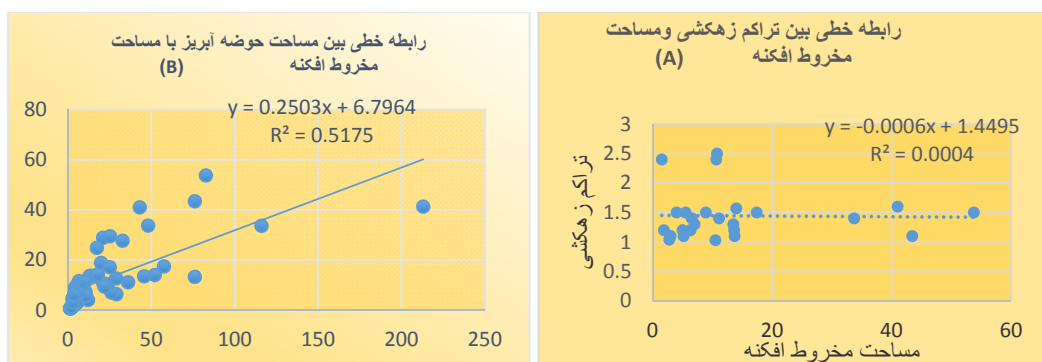 رابطه خطی بین تراکم زهکشی ومساحت
مخروط افکنه (A)
y = -0.0006x + 1.4495
R² = 0.0004
3
2.5
2
1.5
1
0.5
0
0 20 40 60
تراکم زهکشی
مساحت مخروط افکنه
رابطه خطی بین مساحت حوضه آبریز با مساحت
مخروط افکنه (B)
y = 0.2503x + 6.7964
R² = 0.5175
80
60
40
20
0
0 50 100 150 200 250